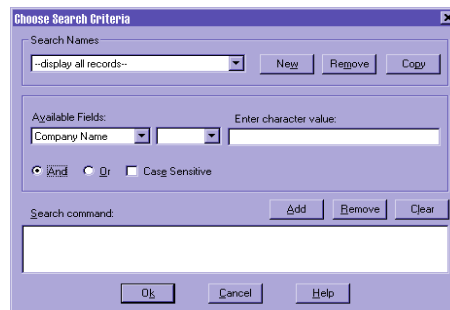 Choose Search Criteria
Search Names
--display all records--
New Remove Copy
Available Fields: Enter character value:
Company Name
And Or Case Sensitive
Search command: Add Remove Clear
Ok Cancel Help